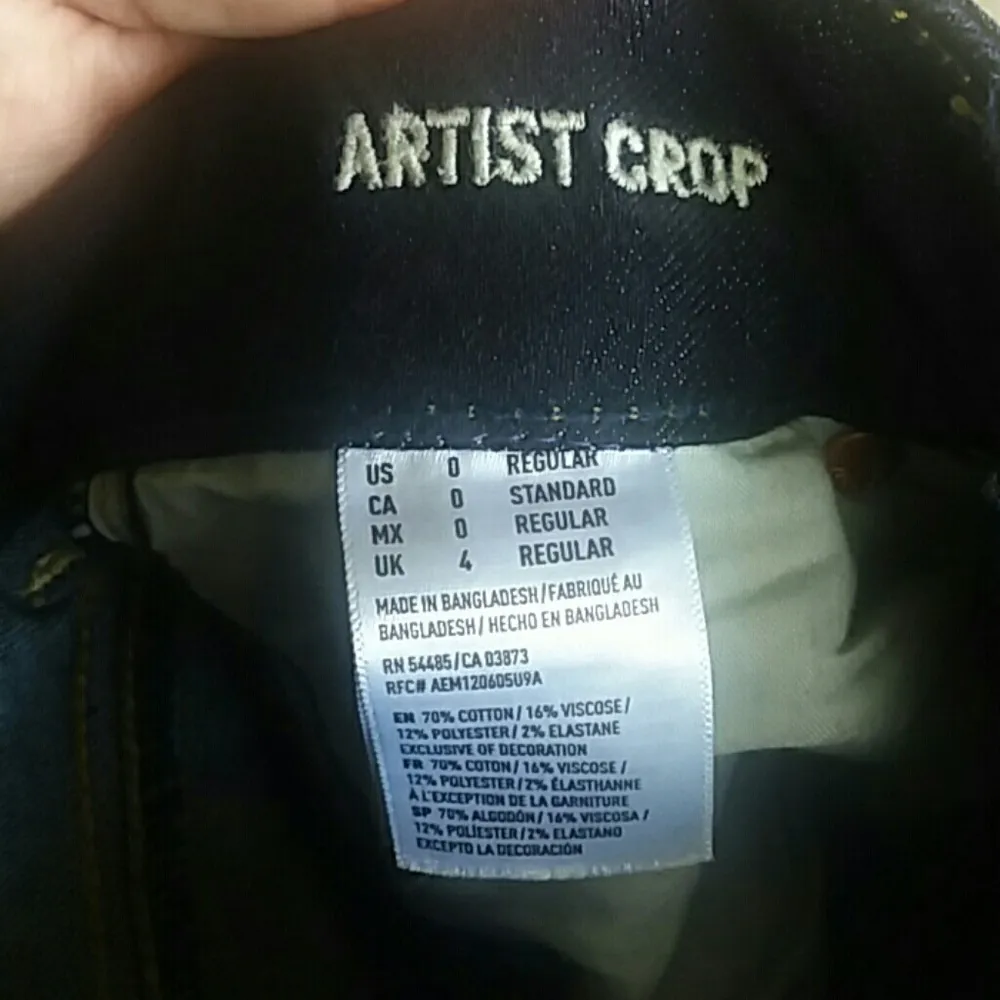 ARTIST CROP
US 0 REGULAR
CA 0 STANDARD
MX 0 REGULAR
UK 4 REGULAR
MADE IN BANGLADESH/FABRIQUÉ AU
BANGLADESH/ HECHO EN BANGLADESH
RN 54485/CA 03873
RFC# AEM120605U9A
EN 70% COTTON/ 16% VISCOSE/
12% POLYESTER/ 2% ELASTANE
EXCLUSIVE OF DECORATION
FR 70% COTON/ 16% VISCOSE /
12% POLYESTER/2% ÉLASTHANNE
À L'EXCEPTION DE LA GARNITURE
SP 70% ALGODÓN/ 16% VISCOSA /
12% POLIÉSTER/2% ELASTANO
EXCEPTO LA DECORACIÓN